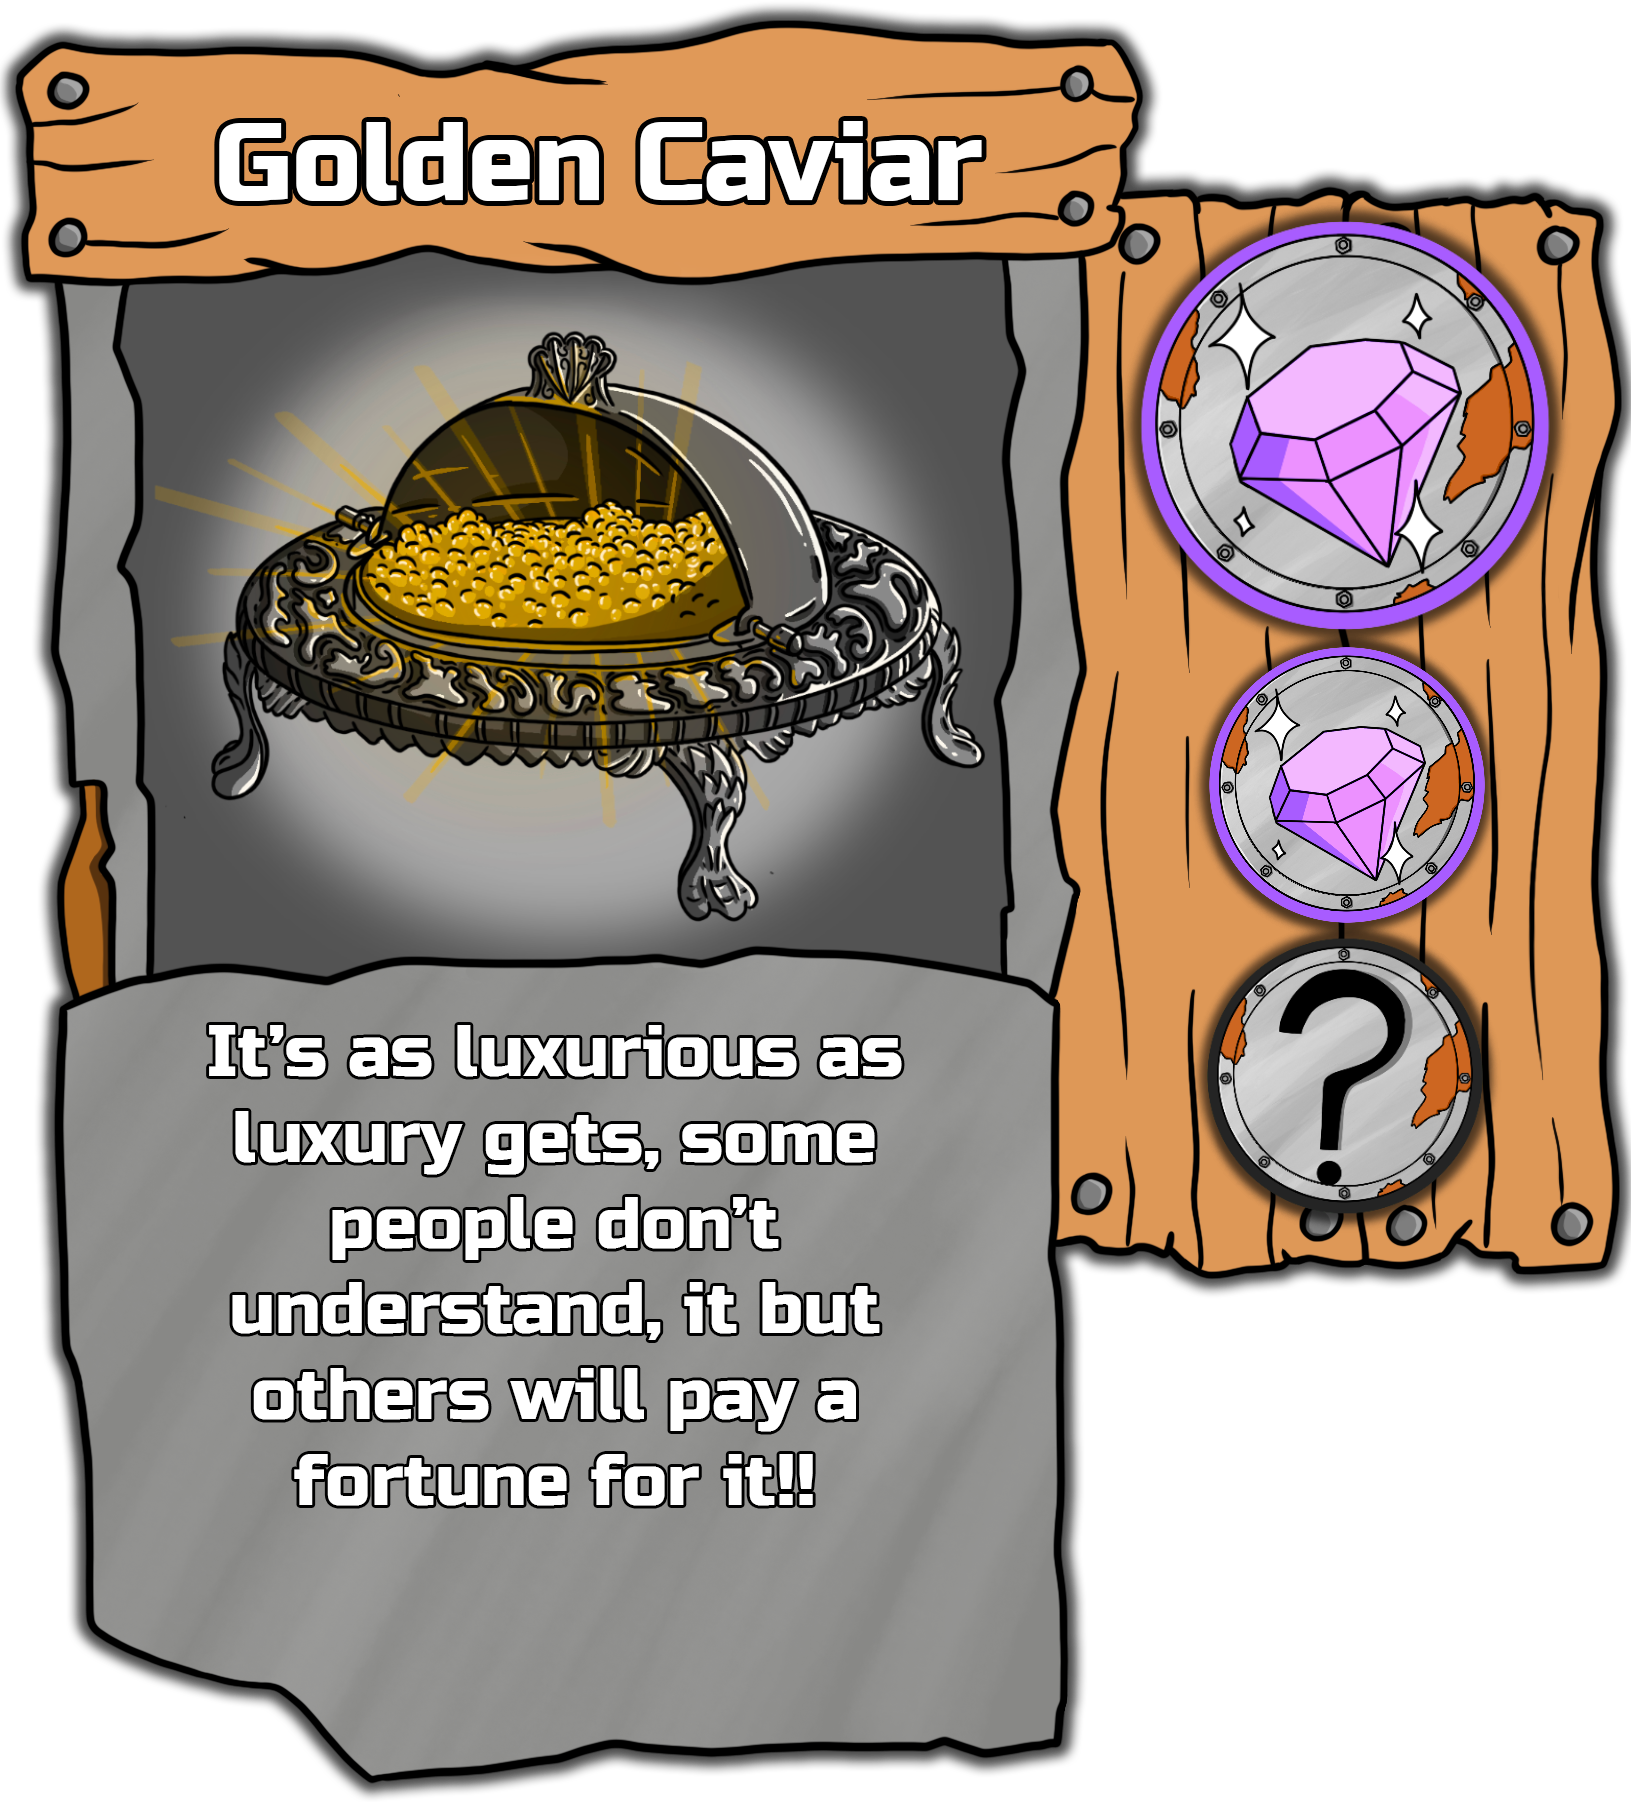 Golden Caviar
It's as luxurious as
luxury gets, some
people don't
understand, it but
others will pay a
fortune for it!!
?